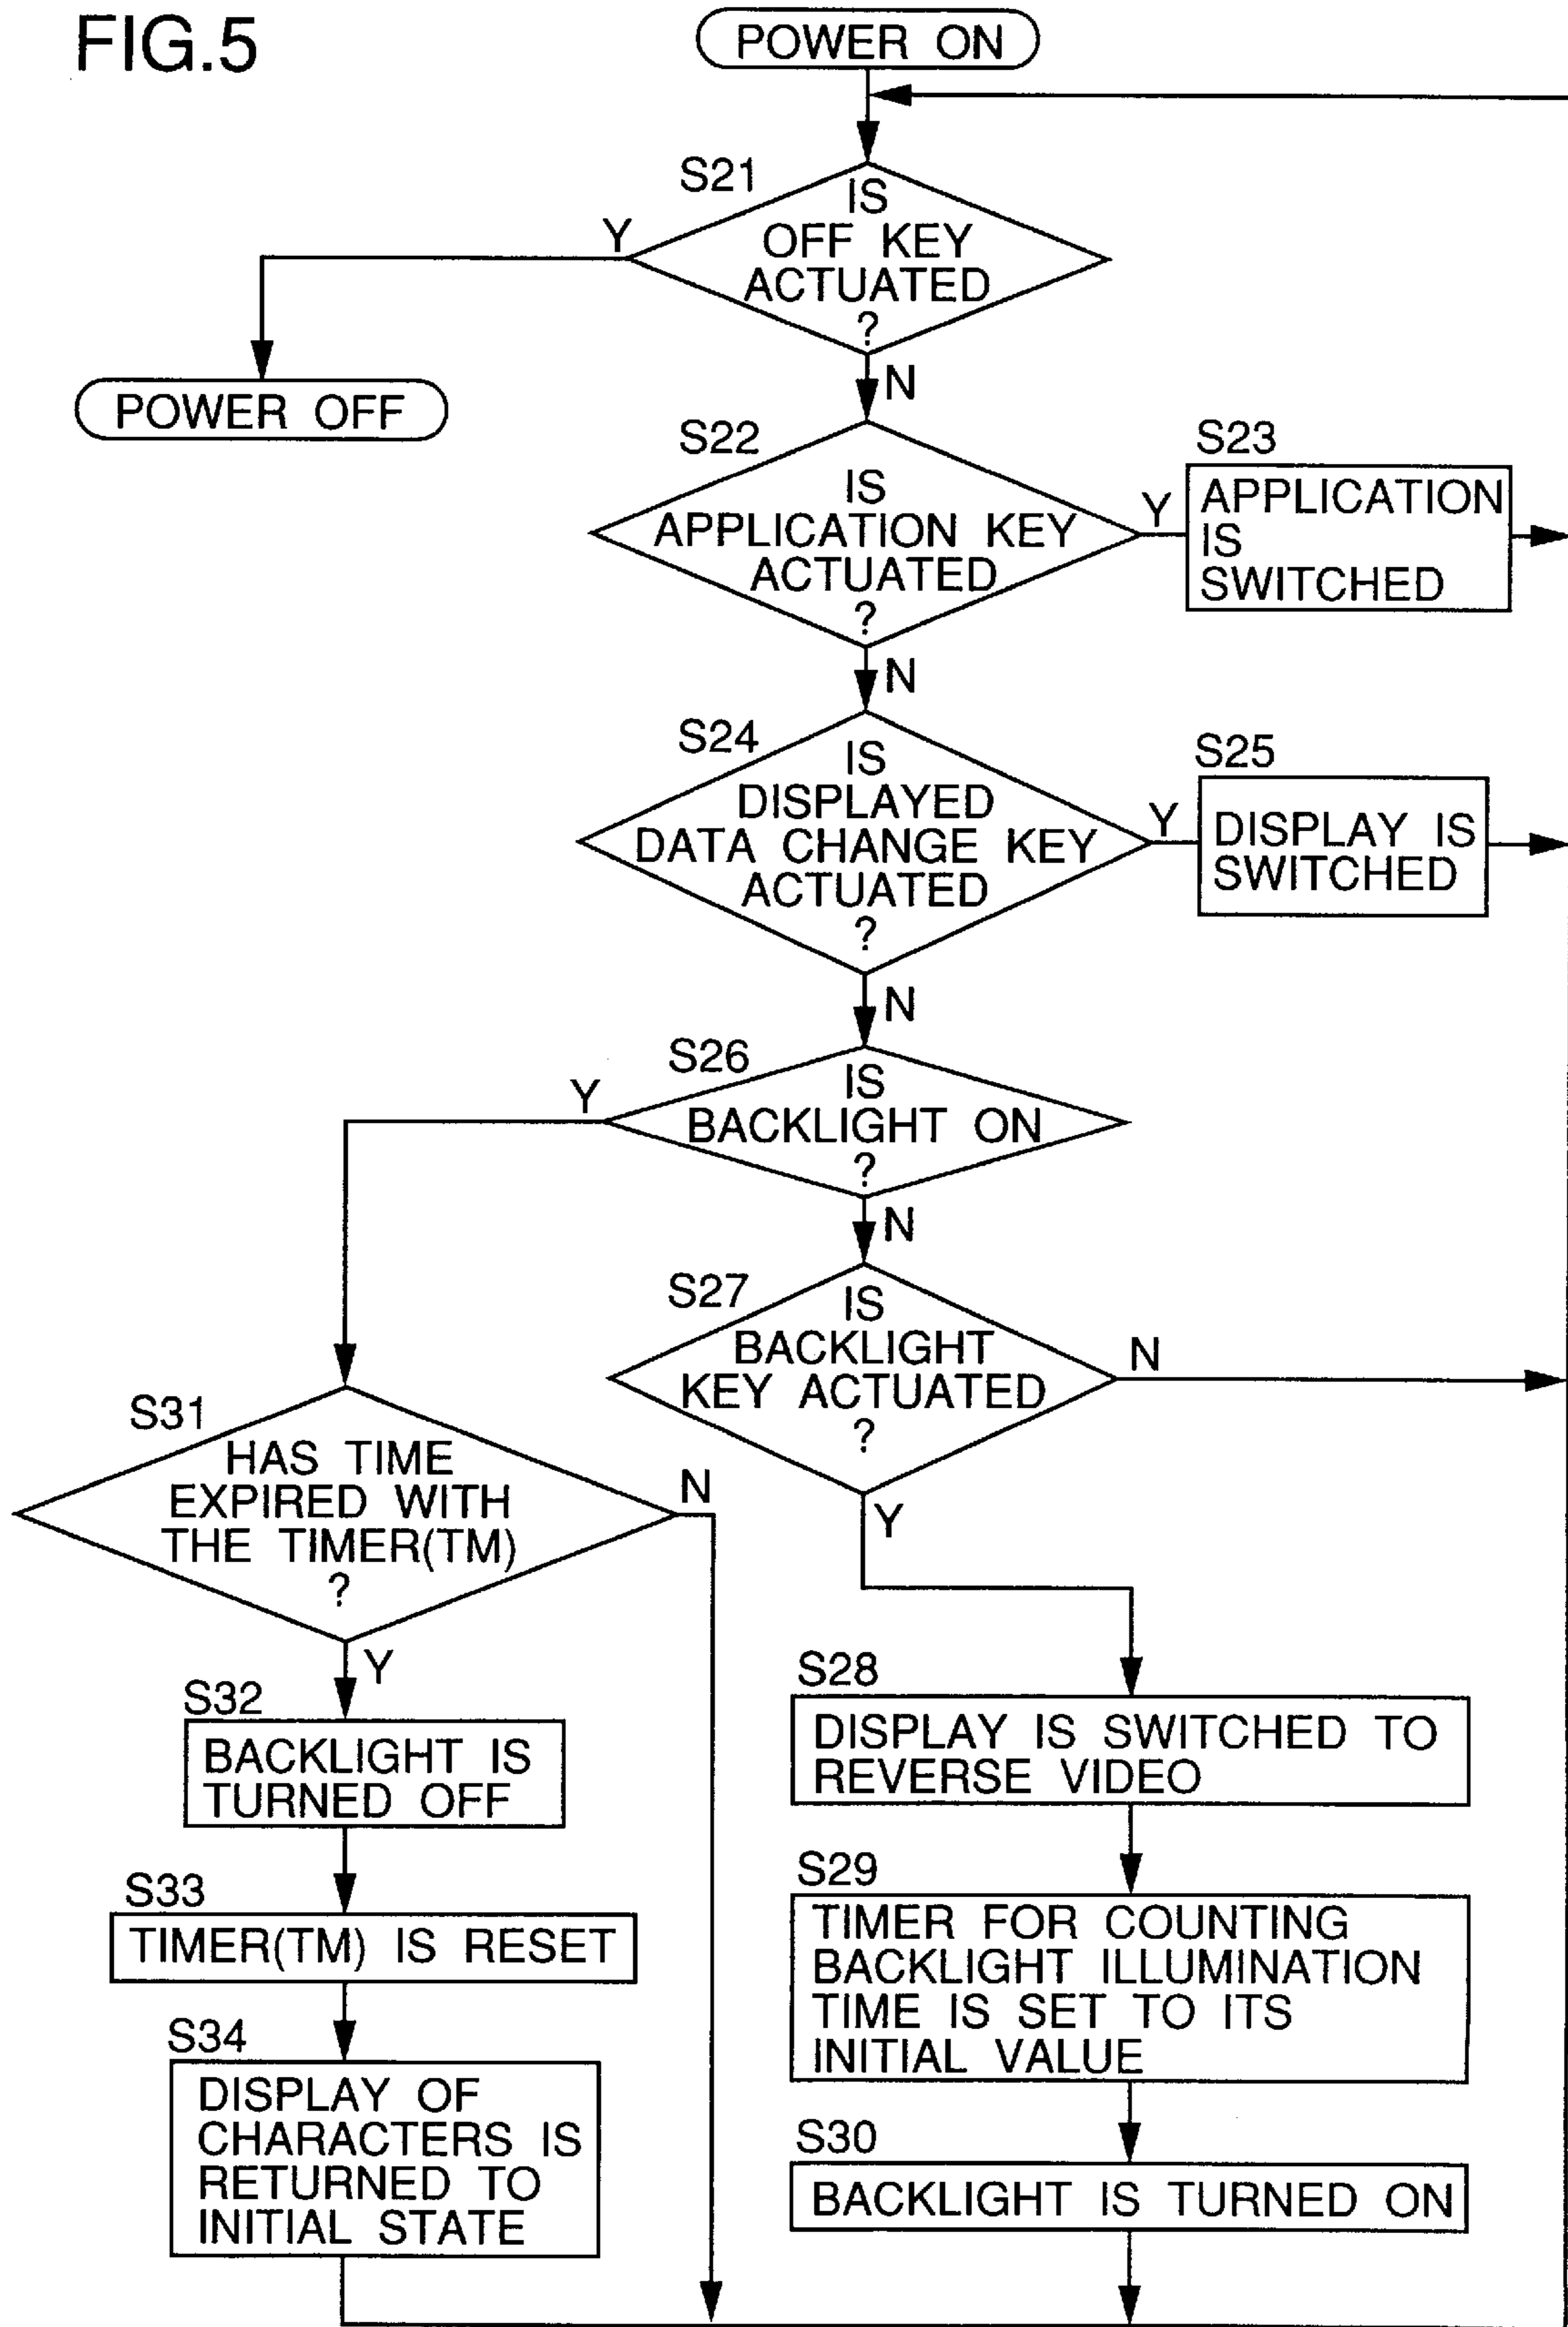 FIG.5
POWER ON
S21
IS
OFF KEY
ACTUATED
?
Y
N
POWER OFF
S22
IS
APPLICATION KEY
ACTUATED
?
Y
N
S23
APPLICATION
IS
SWITCHED
S24
IS
DISPLAYED
DATA CHANGE KEY
ACTUATED
?
Y
N
S25
DISPLAY IS
SWITCHED
S26
IS
BACKLIGHT ON
?
Y
N
S27
IS
BACKLIGHT
KEY ACTUATED
?
N
Y
S31
HAS TIME
EXPIRED WITH
THE TIMER(TM)
?
N
Y
S32
BACKLIGHT IS
TURNED OFF
S33
TIMER(TM) IS RESET
S34
DISPLAY OF
CHARACTERS IS
RETURNED TO
INITIAL STATE
S28
DISPLAY IS SWITCHED TO
REVERSE VIDEO
S29
TIMER FOR COUNTING
BACKLIGHT ILLUMINATION
TIME IS SET TO ITS
INITIAL VALUE
S30
BACKLIGHT IS TURNED ON